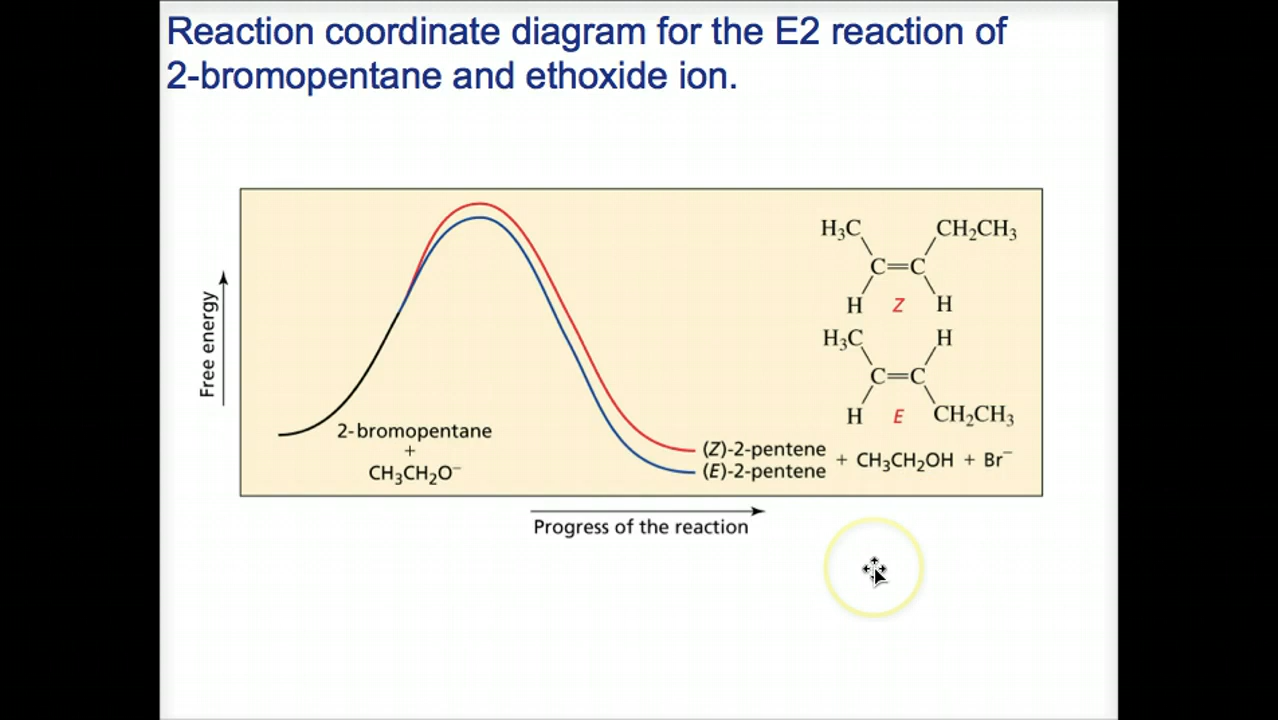 Reaction coordinate diagram for the E2 reaction of
2-bromopentane and ethoxide ion.
Free energy
2-bromopentane
+
CH₃CH₂O⁻
H₃C CH₂CH₃
C=C
H Z H
H₃C H
C=C
H E CH₂CH₃
(Z)-2-pentene
(E)-2-pentene
+ CH₃CH₂OH + Br⁻
Progress of the reaction